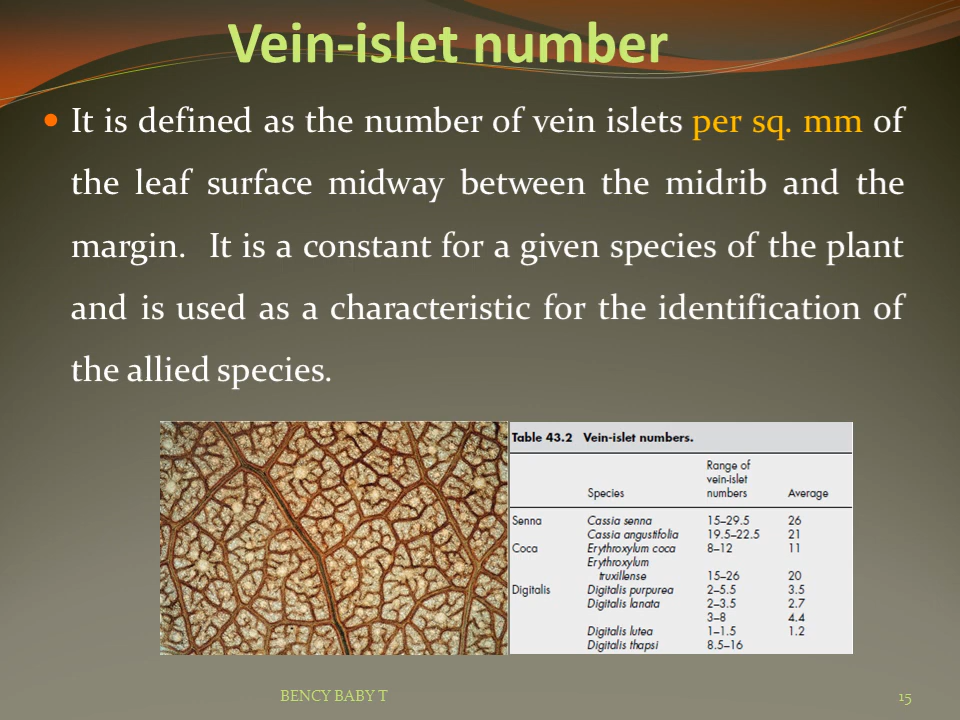 Vein-islet number
It is defined as the number of vein islets per sq. mm of
the leaf surface midway between the midrib and the
margin. It is a constant for a given species of the plant
and is used as a characteristic for the identification of
the allied species.
Table 43.2 Vein-islet numbers.
Range of
vein-islet
Species numbers Average
Senna Cassia senna 15–29.5 26
Cassia angustifolia 19.5–22.5 21
Coca Erythroxylum coca 8–12 11
Erythroxylum
truxillense 15–26 20
Digitalis Digitalis purpurea 2–5.5 3.5
Digitalis lanata 2–3.5 2.7
3–8 4.4
Digitalis lutea 1–1.5 1.2
Digitalis thapsi 8.5–16
BENCY BABY T 15